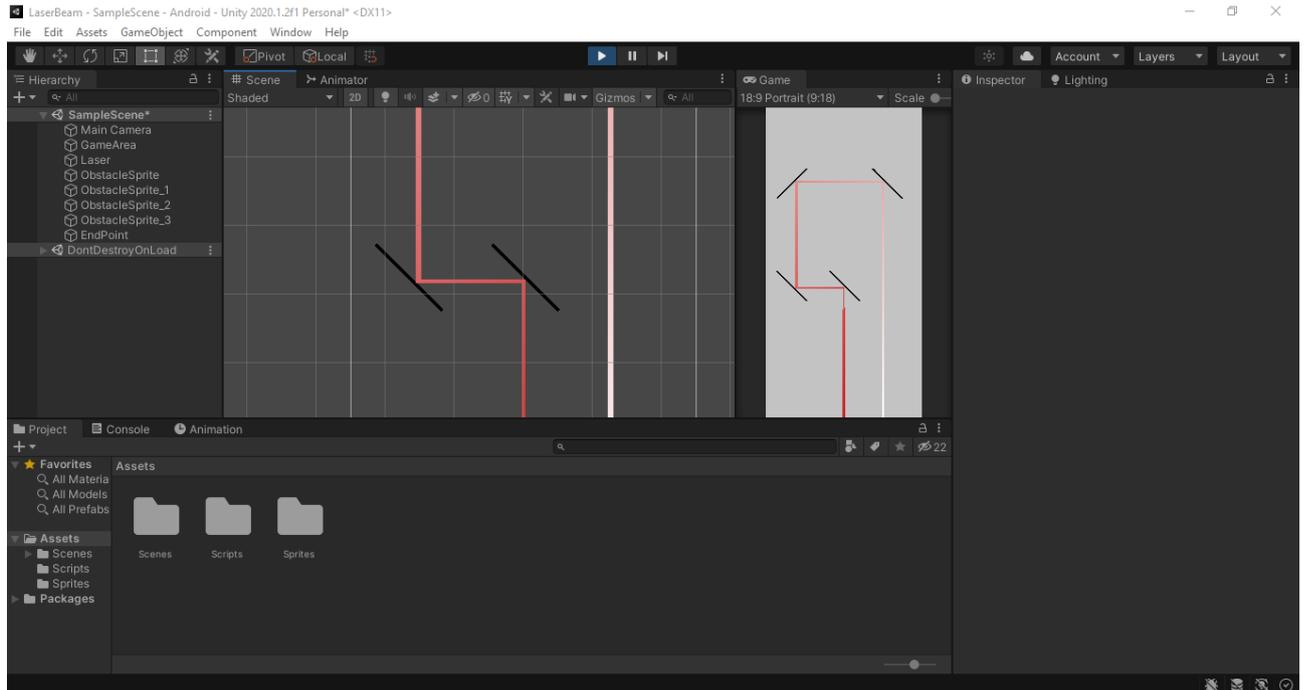 LaserBeam - SampleScene - Android - Unity 2020.1.2f1 Personal* <DX11>
File Edit Assets GameObject Component Window Help
Pivot Local Account Layers Layout
Hierarchy
All
SampleScene*
Main Camera
GameArea
Laser
ObstacleSprite
ObstacleSprite_1
ObstacleSprite_2
ObstacleSprite_3
EndPoint
DontDestroyOnLoad
Scene Animator
Shaded 2D 0 Gizmos All
Game
18:9 Portrait (9:18) Scale
Inspector Lighting
Project Console Animation
22
Favorites
All Materia
All Models
All Prefabs
Assets
Scenes
Scripts
Sprites
Packages
Assets
Scenes Scripts Sprites